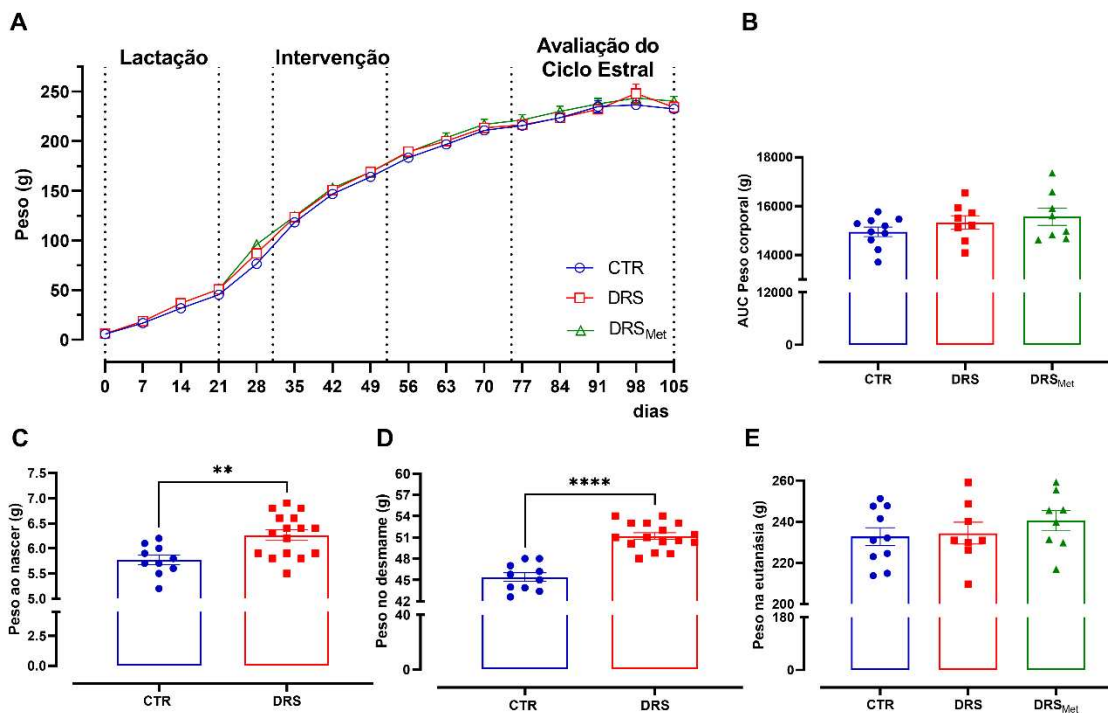 A
Lactação
Intervenção
Avaliação do
Ciclo Estral
Peso (g)
250
200
150
100
50
0
0 7 14 21 28 35 42 49 56 63 70 77 84 91 98 105
dias
CTR
DRS
DRSMet
B
AUC Peso corporal (g)
18000
16000
14000
12000
0
CTR DRS DRSMet
C
Peso ao nascer (g)
7.5
7.0
6.5
6.0
5.5
5.0
2.5
0.0
**
CTR DRS
D
Peso no desmame (g)
60
57
54
51
48
45
42
40
0
****
CTR DRS
E
Peso na eutanásia (g)
260
240
220
200
180
0
CTR DRS DRSMet